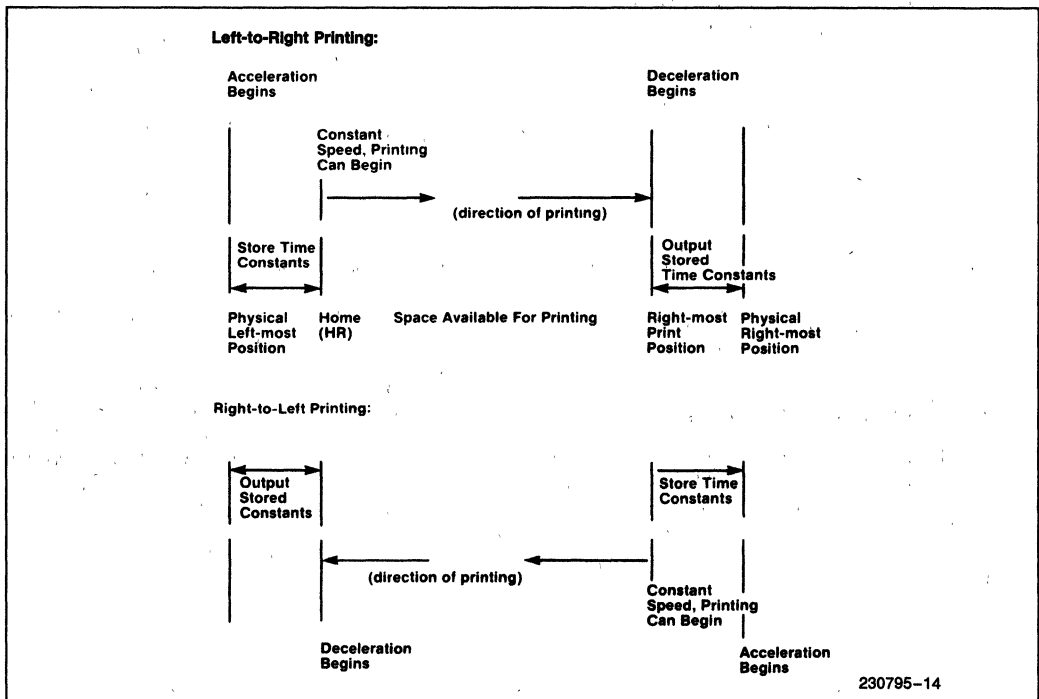 Left-to-Right Printing:
Acceleration
Begins
Deceleration
Begins
Constant
Speed, Printing
Can Begin
(direction of printing)
Store Time
Constants
Output
Stored
Time Constants
Physical
Left-most
Position
Home
(HR)
Space Available For Printing
Right-most
Print
Position
Physical
Right-most
Position
Right-to-Left Printing:
Output
Stored
Constants
Store Time
Constants
(direction of printing)
Constant
Speed, Printing
Can Begin
Deceleration
Begins
Acceleration
Begins
230795–14